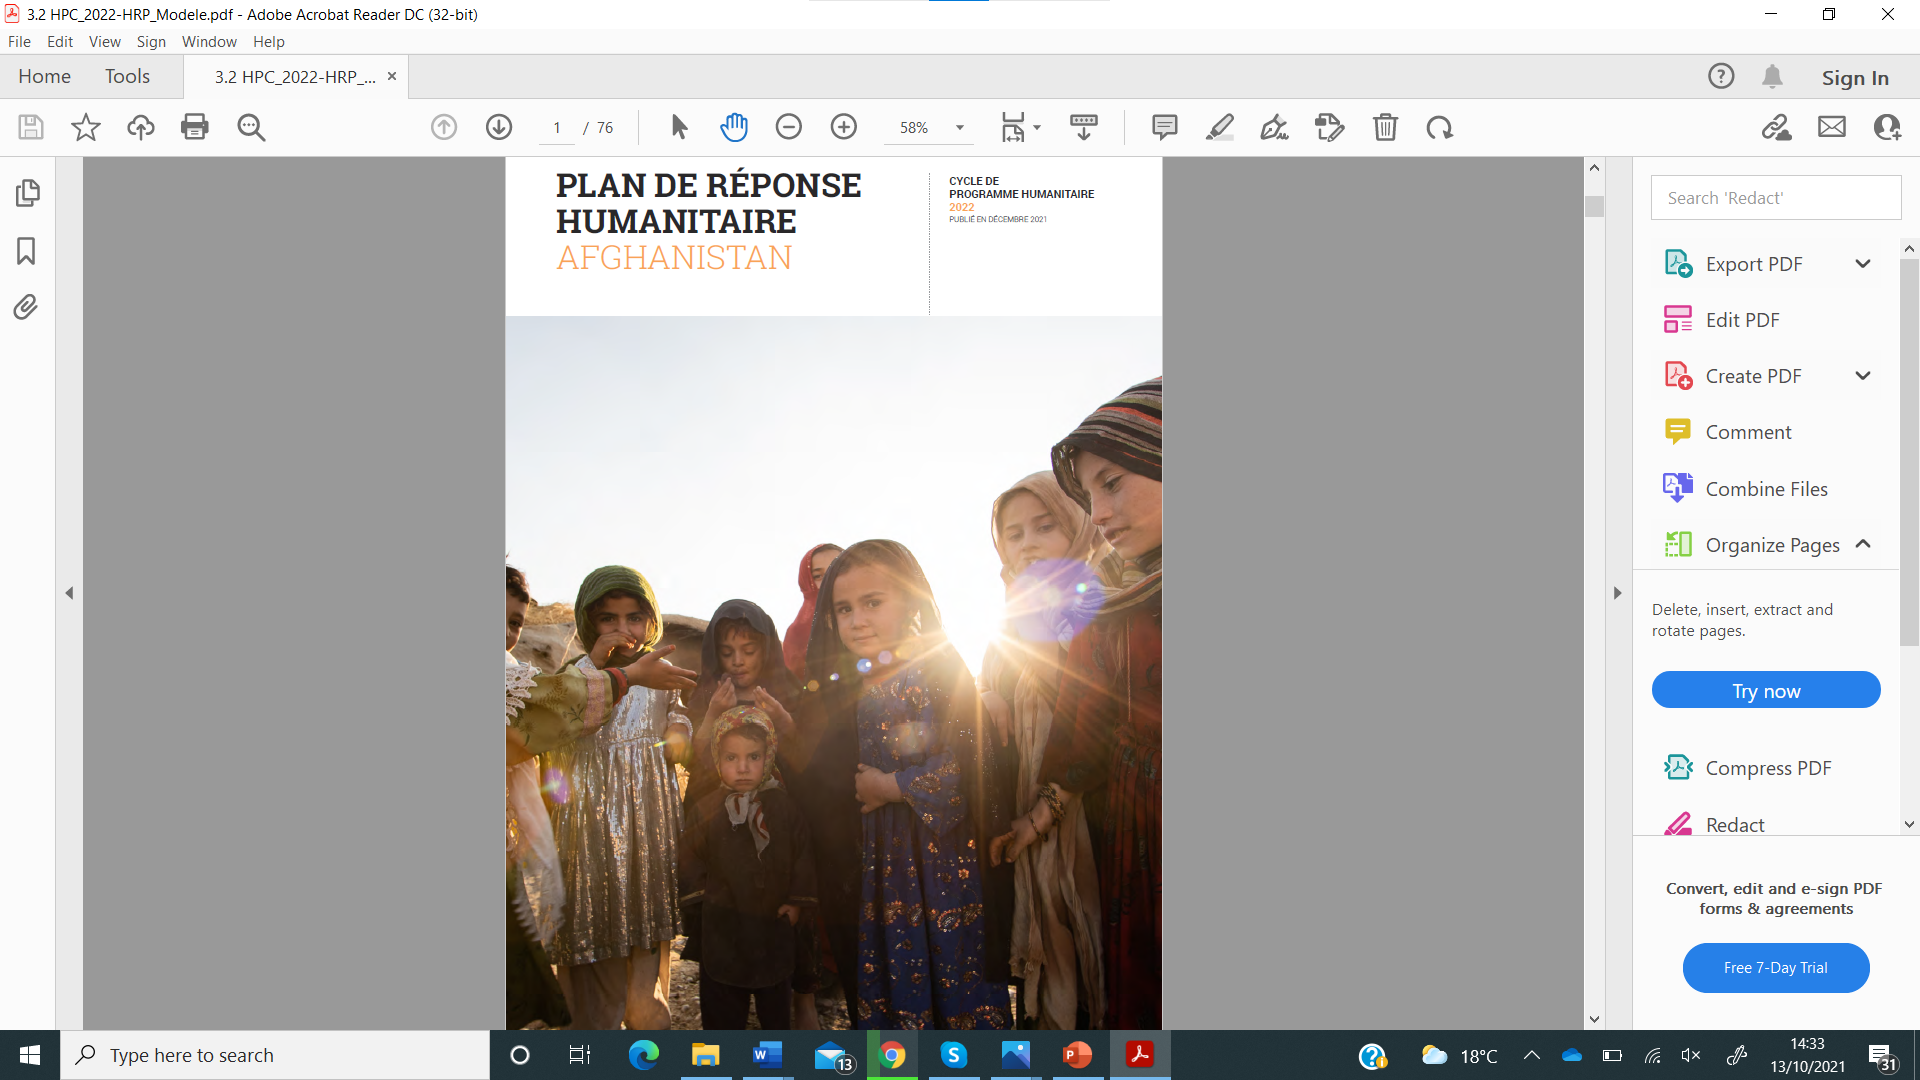 3.2 HPC_2022-HRP_Modele.pdf - Adobe Acrobat Reader DC (32-bit)
File Edit View Sign Window Help
Home Tools 3.2 HPC_2022-HRP_... × Sign In
1 / 76 58%
PLAN DE RÉPONSE
HUMANITAIRE
AFGHANISTAN
CYCLE DE
PROGRAMME HUMANITAIRE
2022
PUBLIÉ EN DÉCEMBRE 2021
Search 'Redact'
Export PDF
Edit PDF
Create PDF
Comment
Combine Files
Organize Pages
Delete, insert, extract and
rotate pages.
Try now
Compress PDF
Redact
Convert, edit and e-sign PDF
forms & agreements
Free 7-Day Trial
Type here to search
13
18°C
14:33
13/10/2021
31